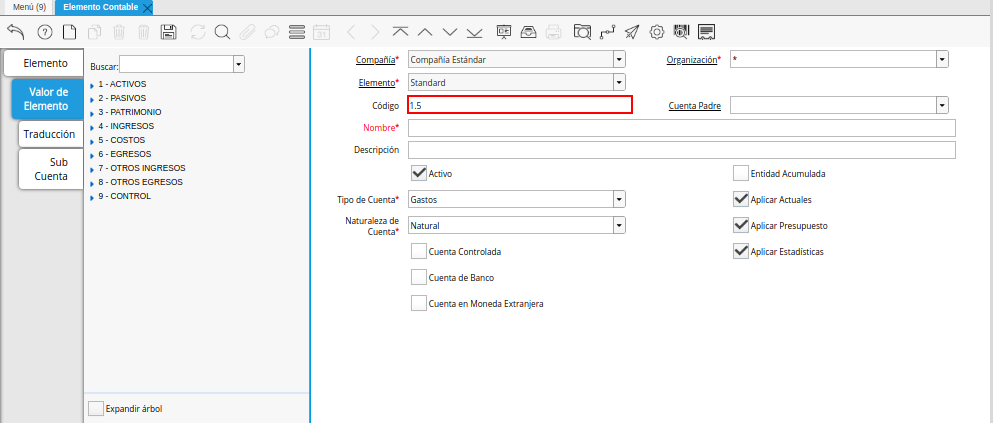 Menú (9) Elemento Contable
Elemento
Valor de
Elemento
Traducción
Sub
Cuenta
Buscar:
1 - ACTIVOS
2 - PASIVOS
3 - PATRIMONIO
4 - INGRESOS
5 - COSTOS
6 - EGRESOS
7 - OTROS INGRESOS
8 - OTROS EGRESOS
9 - CONTROL
Expandir árbol
Compañía* Compañía Estándar Organización* *
Elemento* Standard
Código 1.5 Cuenta Padre
Nombre*
Descripción
Activo Entidad Acumulada
Tipo de Cuenta* Gastos Aplicar Actuales
Naturaleza de
Cuenta* Natural Aplicar Presupuesto
Cuenta Controlada Aplicar Estadísticas
Cuenta de Banco
Cuenta en Moneda Extranjera